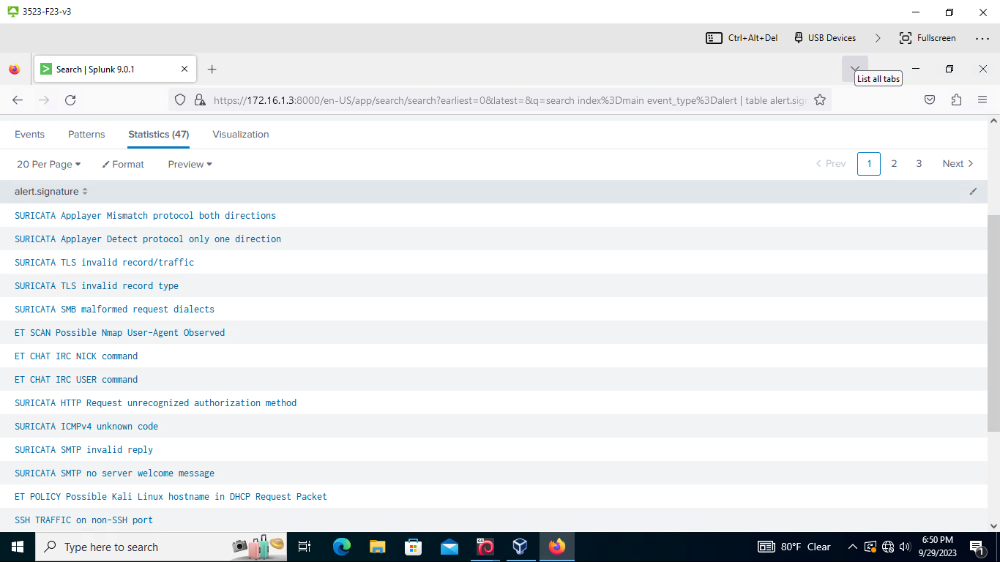 3523-F23-v3
Ctrl+Alt+Del USB Devices Fullscreen
Search | Splunk 9.0.1
List all tabs
https://172.16.1.3:8000/en-US/app/search/search?earliest=0&latest=&q=search index%3Dmain event_type%3Dalert | table alert.sig
Events Patterns Statistics (47) Visualization
20 Per Page Format Preview Prev 1 2 3 Next
alert.signature
SURICATA Applayer Mismatch protocol both directions
SURICATA Applayer Detect protocol only one direction
SURICATA TLS invalid record/traffic
SURICATA TLS invalid record type
SURICATA SMB malformed request dialects
ET SCAN Possible Nmap User-Agent Observed
ET CHAT IRC NICK command
ET CHAT IRC USER command
SURICATA HTTP Request unrecognized authorization method
SURICATA ICMPv4 unknown code
SURICATA SMTP invalid reply
SURICATA SMTP no server welcome message
ET POLICY Possible Kali Linux hostname in DHCP Request Packet
SSH TRAFFIC on non-SSH port
Type here to search 80°F Clear 6:50 PM
9/29/2023 1